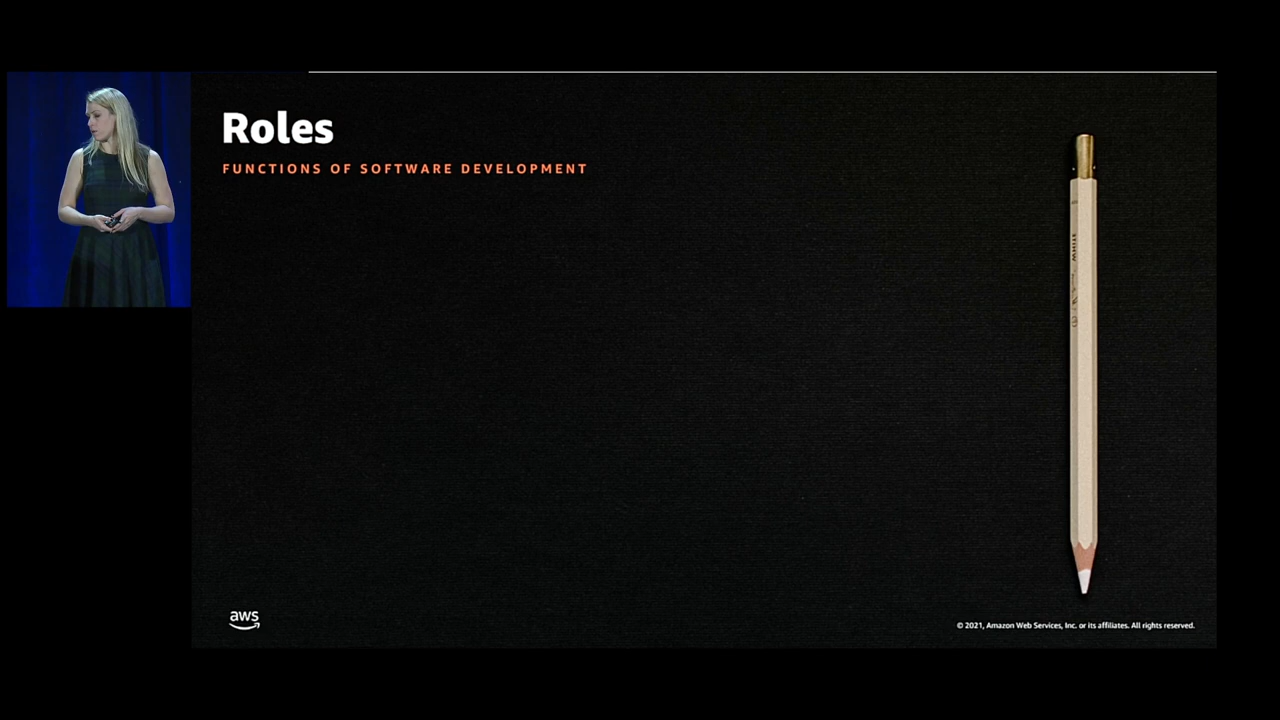 Roles
FUNCTIONS OF SOFTWARE DEVELOPMENT
aws
© 2021, Amazon Web Services, Inc. or its affiliates. All rights reserved.